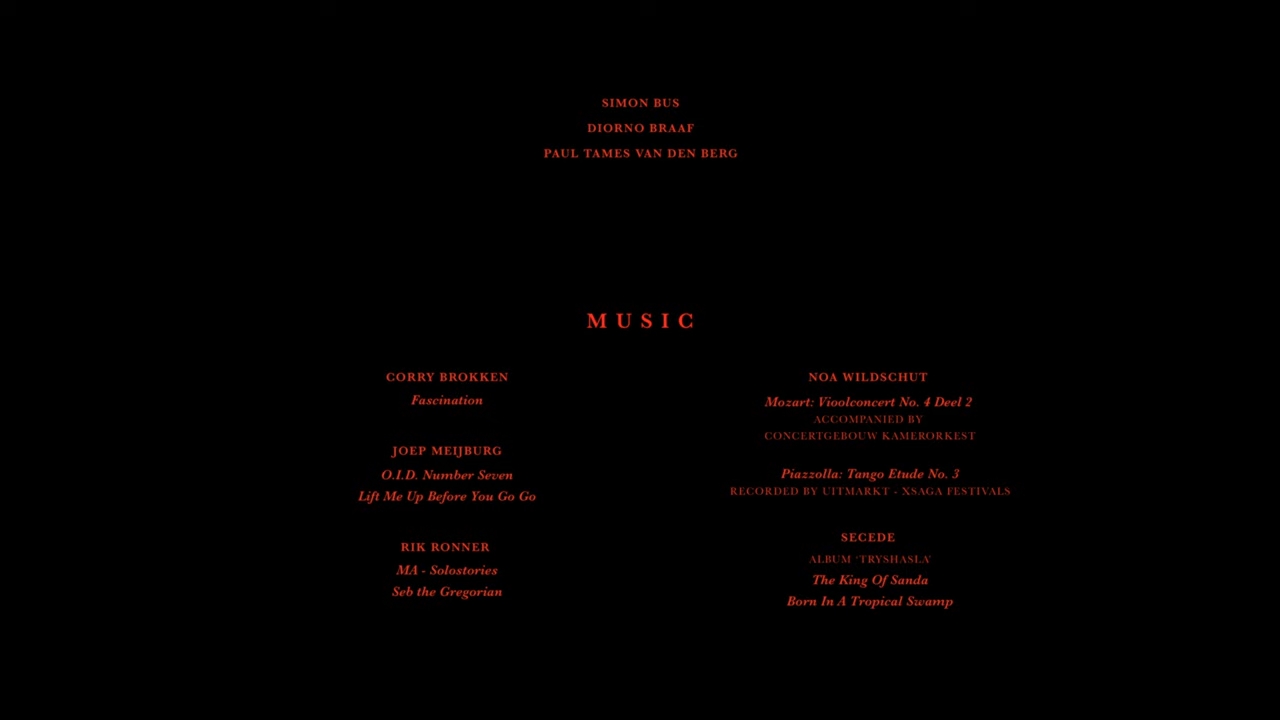 SIMON BUS
DIORNO BRAAF
PAUL TAMES VAN DEN BERG
MUSIC
CORRY BROKKEN
Fascination
JOEP MEIJBURG
O.I.D. Number Seven
Lift Me Up Before You Go Go
RIK RONNER
MA - Solostories
Seb the Gregorian
NOA WILDSCHUT
Mozart: Vioolconcert No. 4 Deel 2
ACCOMPANIED BY
CONCERTGEBOUW KAMERORKEST
Piazzolla: Tango Etude No. 3
RECORDED BY UITMARKT - XSAGA FESTIVALS
SECEDE
ALBUM ‘TRYSHASLA’
The King Of Sanda
Born In A Tropical Swamp